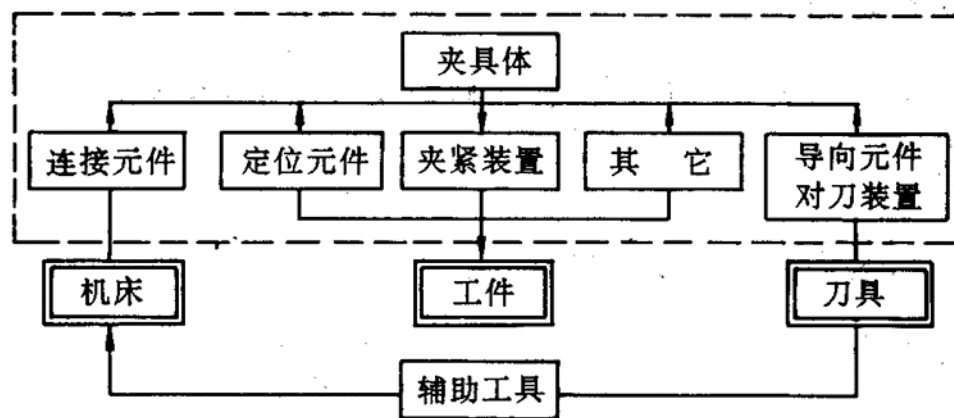 夹具体
连接元件
定位元件
夹紧装置
其 它
导向元件
对刀装置
机床
工件
刀具
辅助工具